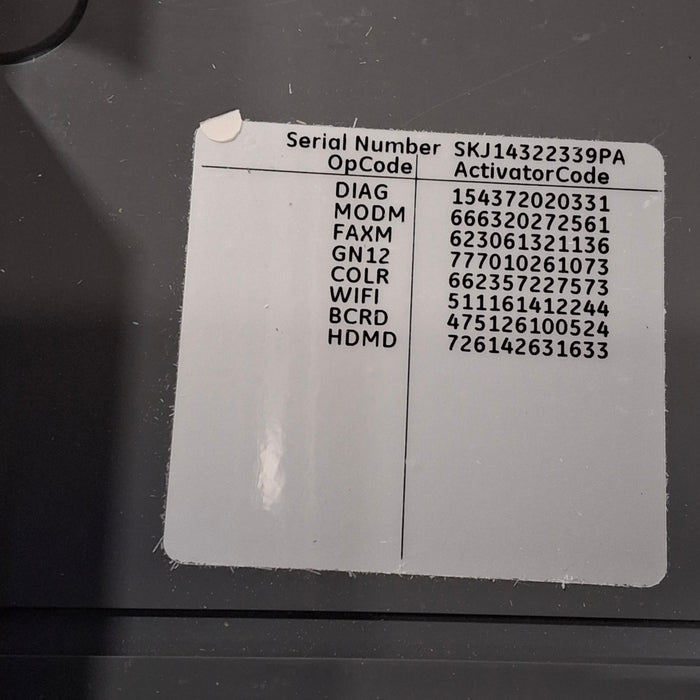 Serial Number SKJ14322339PA
OpCode ActivatorCode
DIAG 154372020331
MODM 666320272561
FAXM 623061321136
GN12 777010261073
COLR 662357227573
WIFI 511161412244
BCRD 475126100524
HDMD 726142631633